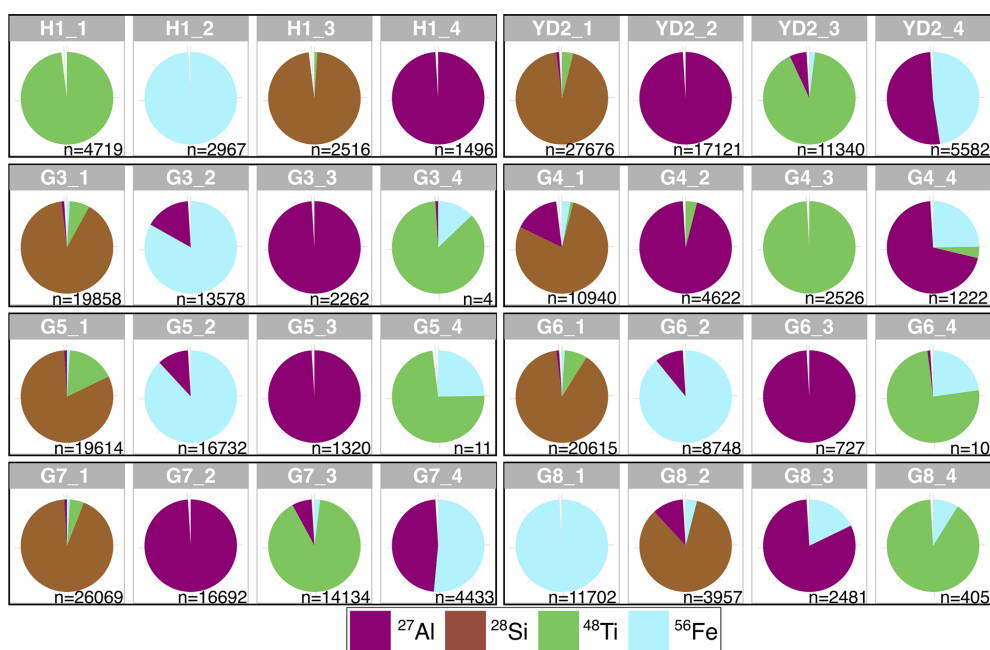 H1_1 H1_2 H1_3 H1_4 YD2_1 YD2_2 YD2_3 YD2_4
n=4719 n=2967 n=2516 n=1496 n=27676 n=17121 n=11340 n=5582
G3_1 G3_2 G3_3 G3_4 G4_1 G4_2 G4_3 G4_4
n=19858 n=13578 n=2262 n=4 n=10940 n=4622 n=2526 n=1222
G5_1 G5_2 G5_3 G5_4 G6_1 G6_2 G6_3 G6_4
n=19614 n=16732 n=1320 n=11 n=20615 n=8748 n=727 n=10
G7_1 G7_2 G7_3 G7_4 G8_1 G8_2 G8_3 G8_4
n=26069 n=16692 n=14134 n=4433 n=11702 n=3957 n=2481 n=405
²⁷Al ²⁸Si ⁴⁸Ti ⁵⁶Fe